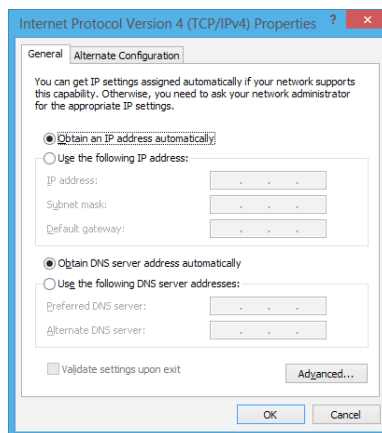 Internet Protocol Version 4 (TCP/IPv4) Properties ? ×
General Alternate Configuration
You can get IP settings assigned automatically if your network supports
this capability. Otherwise, you need to ask your network administrator
for the appropriate IP settings.
Obtain an IP address automatically
Use the following IP address:
IP address: . . .
Subnet mask: . . .
Default gateway: . . .
Obtain DNS server address automatically
Use the following DNS server addresses:
Preferred DNS server: . . .
Alternate DNS server: . . .
Validate settings upon exit
Advanced...
OK Cancel